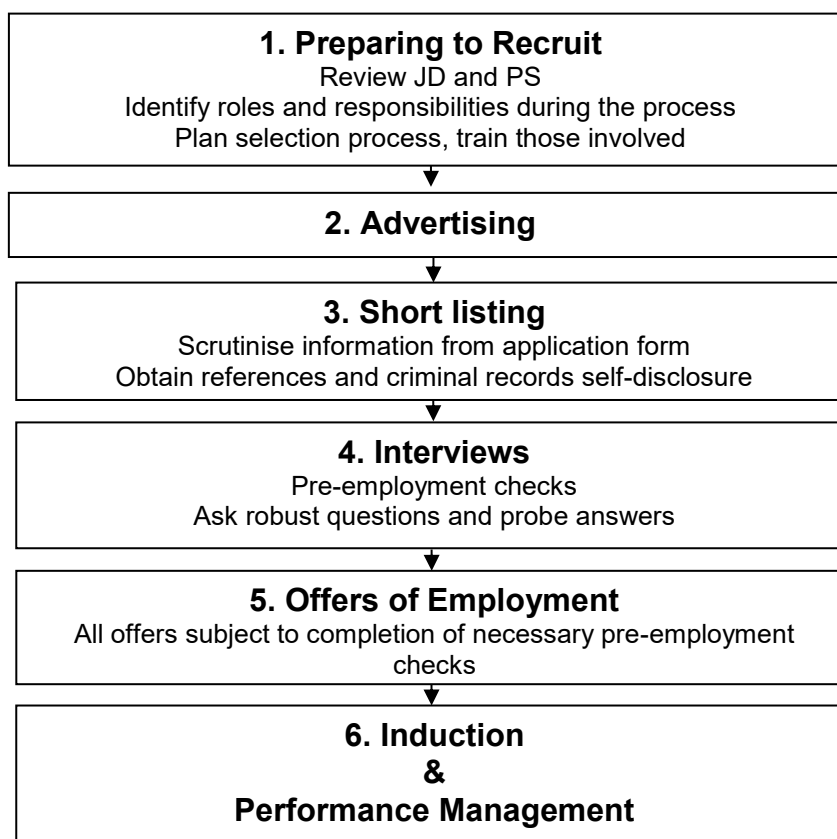 1. Preparing to Recruit
Review JD and PS
Identify roles and responsibilities during the process
Plan selection process, train those involved
2. Advertising
3. Short listing
Scrutinise information from application form
Obtain references and criminal records self-disclosure
4. Interviews
Pre-employment checks
Ask robust questions and probe answers
5. Offers of Employment
All offers subject to completion of necessary pre-employment
checks
6. Induction
&
Performance Management